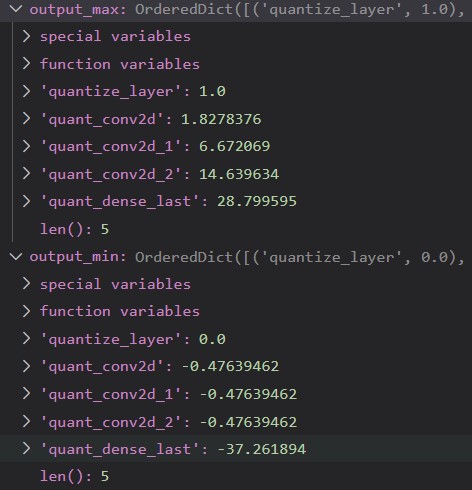 output_max: OrderedDict([('quantize_layer', 1.0),
special variables
function variables
'quantize_layer': 1.0
'quant_conv2d': 1.8278376
'quant_conv2d_1': 6.672069
'quant_conv2d_2': 14.639634
'quant_dense_last': 28.799595
len(): 5
output_min: OrderedDict([('quantize_layer', 0.0),
special variables
function variables
'quantize_layer': 0.0
'quant_conv2d': -0.47639462
'quant_conv2d_1': -0.47639462
'quant_conv2d_2': -0.47639462
'quant_dense_last': -37.261894
len(): 5